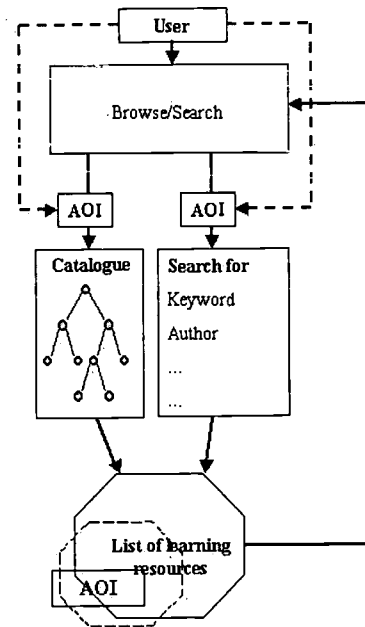 User
Browse/Search
AOI
AOI
Catalogue
Search for
Keyword
Author
...
...
List of learning
resources
AOI